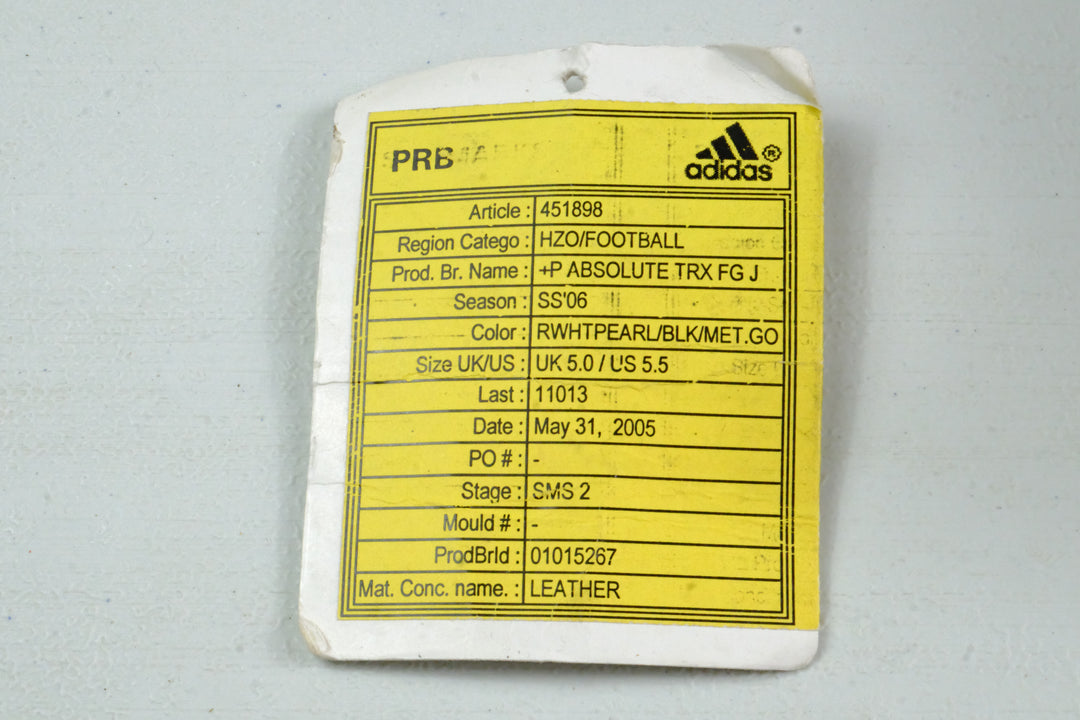 PRB
adidas ®
Article : 451898
Region Catego : HZO/FOOTBALL
Prod. Br. Name : +P ABSOLUTE TRX FG J
Season : SS'06
Color : RWHTPEARL/BLK/MET.GO
Size UK/US : UK 5.0 / US 5.5
Last : 11013
Date : May 31, 2005
PO # : -
Stage : SMS 2
Mould # : -
ProdBrId : 01015267
Mat. Conc. name. : LEATHER